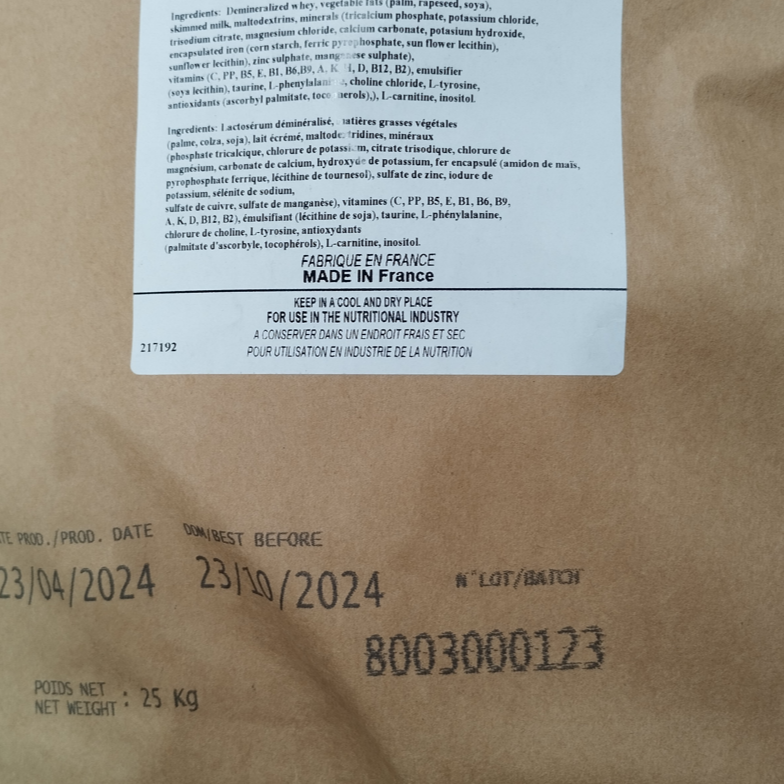 Ingredients: Demineralized whey, vegetable fats (palm, rapeseed, soya),
skimmed milk, maltodextrins, minerals (tricalcium phosphate, potassium chloride,
trisodium citrate, magnesium chloride, calcium carbonate, potasium hydroxide,
encapsulated iron (corn starch, ferric pyrophosphate, sun flower lecithin),
sunflower lecithin), zinc sulphate, manganese sulphate),
vitamins (C, PP, B5, E, B1, B6,B9, A, K, D, B12, B2), emulsifier
(soya lecithin), taurine, L-phenylalanine, choline chloride, L-tyrosine,
antioxidants (ascorbyl palmitate, tocopherols),), L-carnitine, inositol.
Ingredients: Lactosérum déminéralisé, matières grasses végétales
(palme, colza, soja), lait écrémé, maltodextridines, minéraux
(phosphate tricalcique, chlorure de potassium, citrate trisodique, chlorure de
magnésium, carbonate de calcium, hydroxyde de potassium, fer encapsulé (amidon de maïs,
pyrophosphate ferrique, lécithine de tournesol), sulfate de zinc, iodure de
potassium, sélénite de sodium,
sulfate de cuivre, sulfate de manganèse), vitamines (C, PP, B5, E, B1, B6, B9,
A, K, D, B12, B2), émulsifiant (lécithine de soja), taurine, L-phénylalanine,
chlorure de choline, L-tyrosine, antioxydants
(palmitate d'ascorbyle, tocophérols), L-carnitine, inositol.
FABRIQUE EN FRANCE
MADE IN France
KEEP IN A COOL AND DRY PLACE
FOR USE IN THE NUTRITIONAL INDUSTRY
A CONSERVER DANS UN ENDROIT FRAIS ET SEC
POUR UTILISATION EN INDUSTRIE DE LA NUTRITION
217192
PROD./PROD. DATE DDM/BEST BEFORE
23/04/2024 23/10/2024
N°LOT/BATCH
8003000123
POIDS NET
NET WEIGHT : 25 Kg